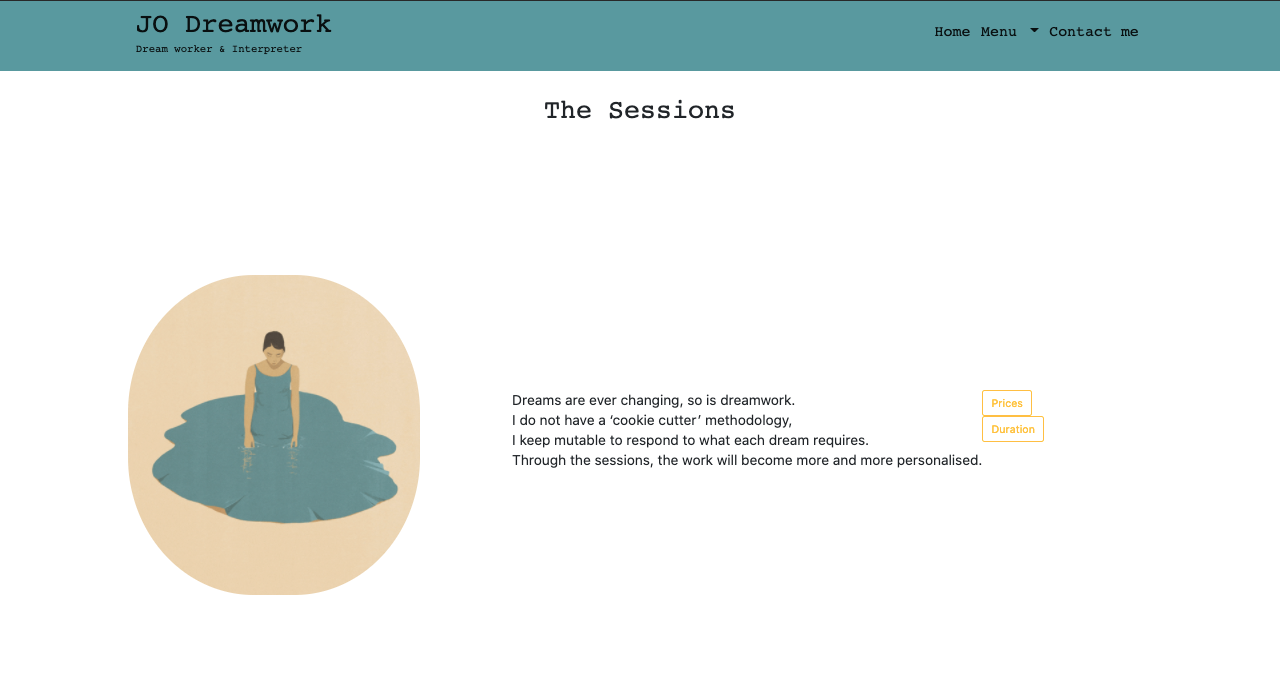 JO Dreamwork
Dream worker & Interpreter
Home Menu Contact me
The Sessions
Dreams are ever changing, so is dreamwork.
I do not have a ‘cookie cutter’ methodology,
I keep mutable to respond to what each dream requires.
Through the sessions, the work will become more and more personalised.
Prices
Duration